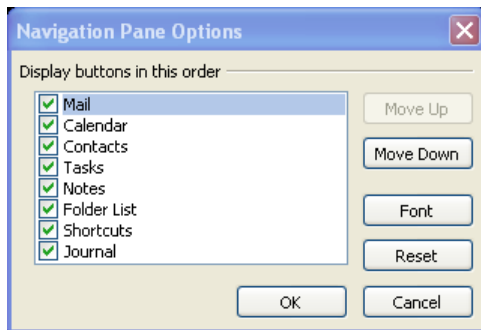 Navigation Pane Options
Display buttons in this order
Mail
Calendar
Contacts
Tasks
Notes
Folder List
Shortcuts
Journal
Move Up
Move Down
Font
Reset
OK
Cancel